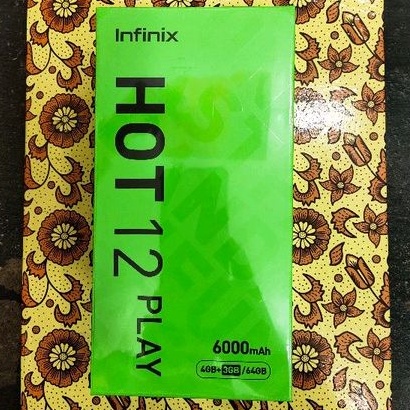 Infinix
HOT 12 PLAY
6000mAh
4GB+3GB/64GB